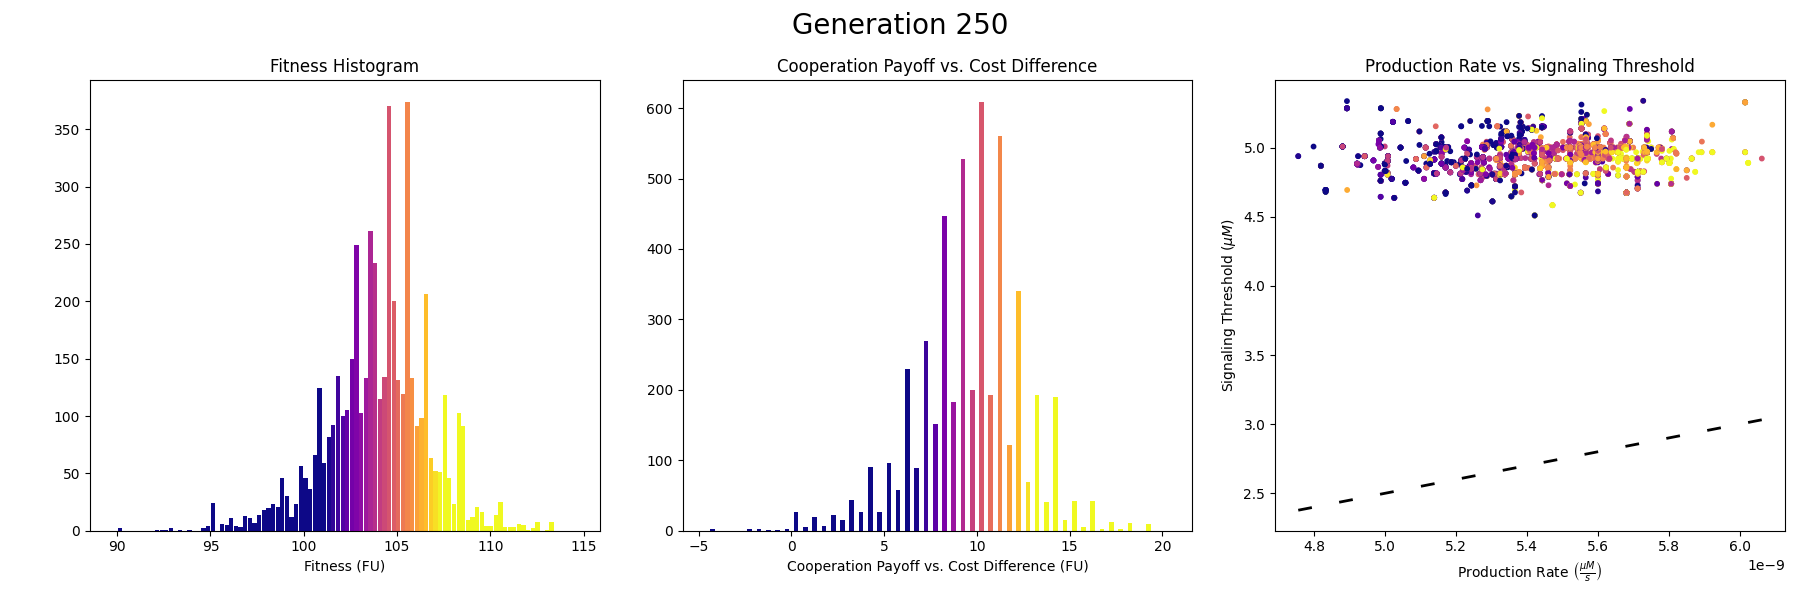 Generation 250
Fitness Histogram
350
300
250
200
150
100
50
0
90 95 100 105 110 115
Fitness (FU)
Cooperation Payoff vs. Cost Difference
600
500
400
300
200
100
0
−5 0 5 10 15 20
Cooperation Payoff vs. Cost Difference (FU)
Production Rate vs. Signaling Threshold
Signaling Threshold (μM)
5.0
4.5
4.0
3.5
3.0
2.5
4.8 5.0 5.2 5.4 5.6 5.8 6.0
1e−9
Production Rate (μM/s)